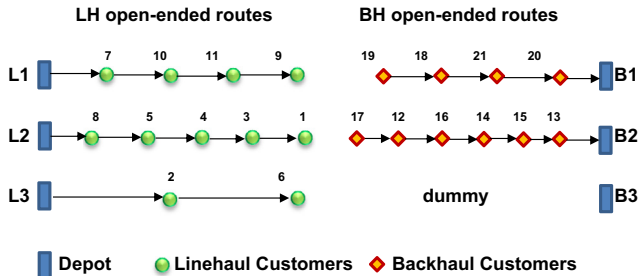 LH open-ended routes BH open-ended routes
7 10 11 9 19 18 21 20
L1 B1
8 5 4 3 1 17 12 16 14 15 13
L2 B2
2 6
L3 dummy B3
Depot Linehaul Customers Backhaul Customers